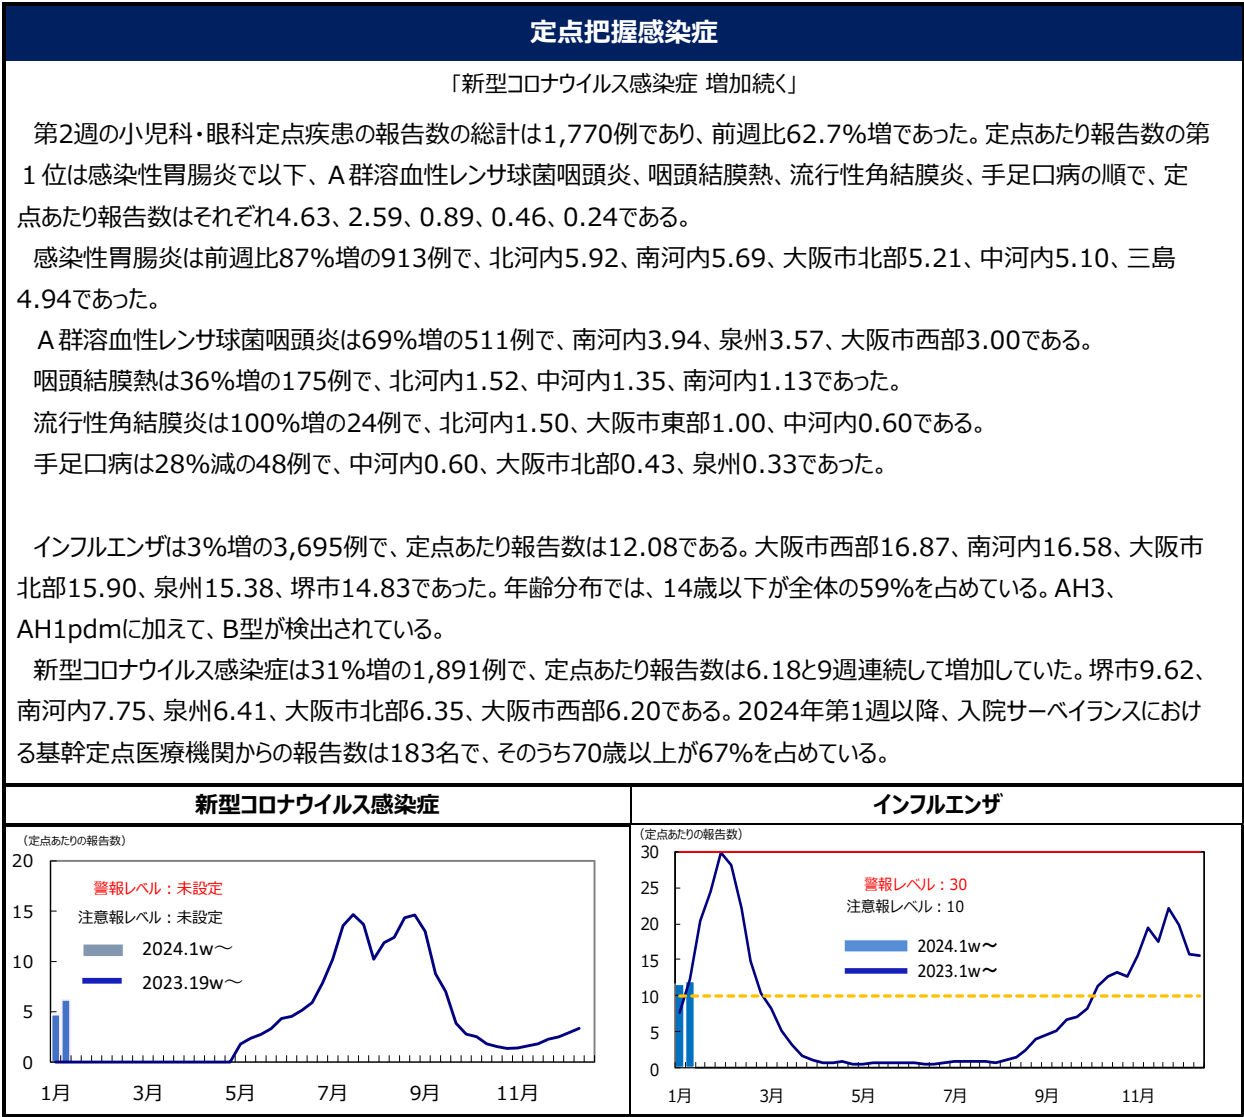 定点把握感染症
「新型コロナウイルス感染症 増加続く」
第2週の小児科・眼科定点疾患の報告数の総計は1,770例であり、前週比62.7%増であった。定点あたり報告数の第
１位は感染性胃腸炎で以下、Ａ群溶血性レンサ球菌咽頭炎、咽頭結膜熱、流行性角結膜炎、手足口病の順で、定
点あたり報告数はそれぞれ4.63、2.59、0.89、0.46、0.24である。
感染性胃腸炎は前週比87%増の913例で、北河内5.92、南河内5.69、大阪市北部5.21、中河内5.10、三島
4.94であった。
Ａ群溶血性レンサ球菌咽頭炎は69%増の511例で、南河内3.94、泉州3.57、大阪市西部3.00である。
咽頭結膜熱は36%増の175例で、北河内1.52、中河内1.35、南河内1.13であった。
流行性角結膜炎は100%増の24例で、北河内1.50、大阪市東部1.00、中河内0.60である。
手足口病は28%減の48例で、中河内0.60、大阪市北部0.43、泉州0.33であった。
インフルエンザは3%増の3,695例で、定点あたり報告数は12.08である。大阪市西部16.87、南河内16.58、大阪市
北部15.90、泉州15.38、堺市14.83であった。年齢分布では、14歳以下が全体の59%を占めている。AH3、
AH1pdmに加えて、B型が検出されている。
新型コロナウイルス感染症は31%増の1,891例で、定点あたり報告数は6.18と9週連続して増加していた。堺市9.62、
南河内7.75、泉州6.41、大阪市北部6.35、大阪市西部6.20である。2024年第1週以降、入院サーベイランスにおけ
る基幹定点医療機関からの報告数は183名で、そのうち70歳以上が67%を占めている。
新型コロナウイルス感染症
（定点あたりの報告数）
20
15
10
5
0
警報レベル：未設定
注意報レベル：未設定
2024.1w～
2023.19w～
1月 3月 5月 7月 9月 11月
インフルエンザ
（定点あたりの報告数）
30
25
20
15
10
5
0
警報レベル：30
注意報レベル：10
2024.1w～
2023.1w～
1月 3月 5月 7月 9月 11月